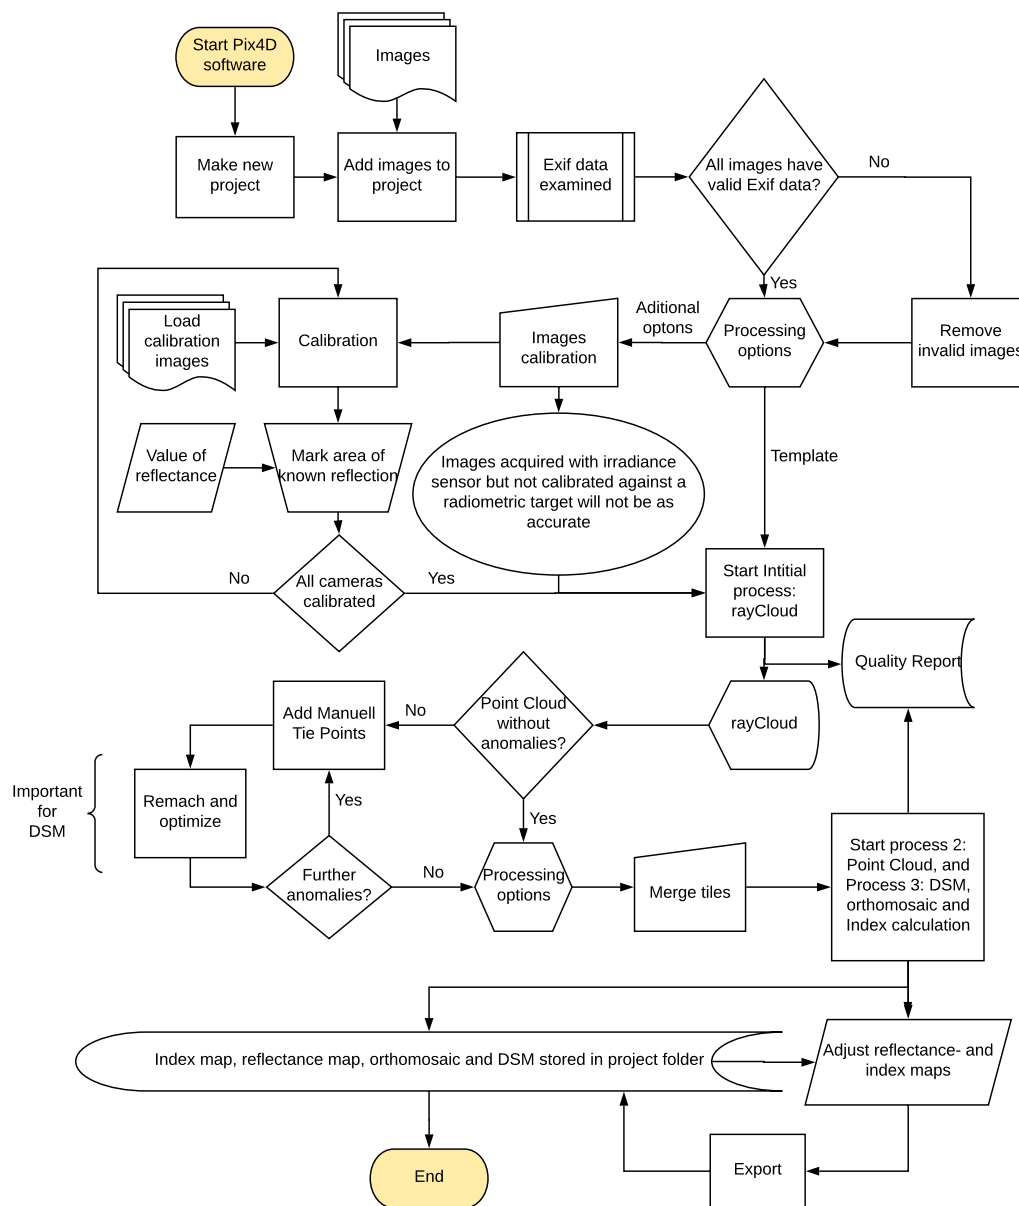 Start Pix4D
software
Images
Make new
project
Add images to
project
Exif data
examined
All images have
valid Exif data?
No
Yes
Load
calibration
images
Calibration
Images
calibration
Aditional
optons
Processing
options
Remove
invalid images
Value of
reflectance
Mark area of
known reflection
Images acquired with irradiance
sensor but not calibrated against a
radiometric target will not be as
accurate
Template
No
All cameras
calibrated
Yes
Start Intitial
process:
rayCloud
Quality Report
Add Manuell
Tie Points
No
Point Cloud
without
anomalies?
rayCloud
Important
for
DSM
Remach and
optimize
Yes
Yes
Further
anomalies?
No
Processing
options
Merge tiles
Start process 2:
Point Cloud, and
Process 3: DSM,
orthomosaic and
Index calculation
Index map, reflectance map, orthomosaic and DSM stored in project folder
Adjust reflectance- and
index maps
End
Export